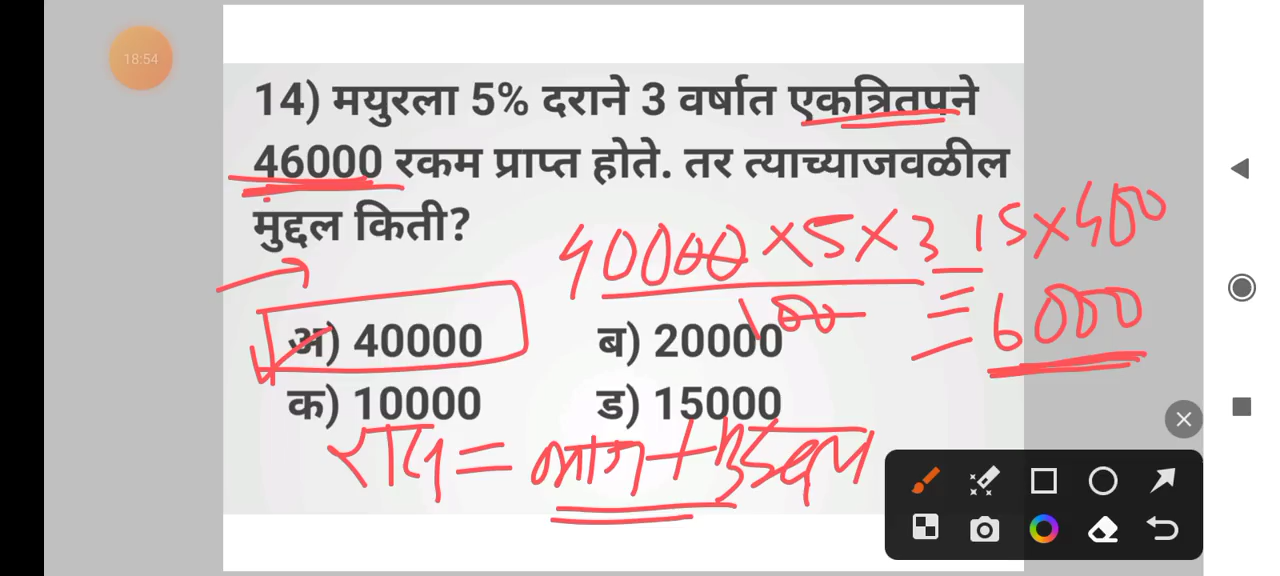 18:54
14) मयुरला 5% दराने 3 वर्षात एकत्रितपने
46000 रकम प्राप्त होते. तर त्याच्याजवळील
मुद्दल किती?
40000 × 5 × 3 = 15 × 400
100
= 6000
अ) 40000 ब) 20000
क) 10000 ड) 15000